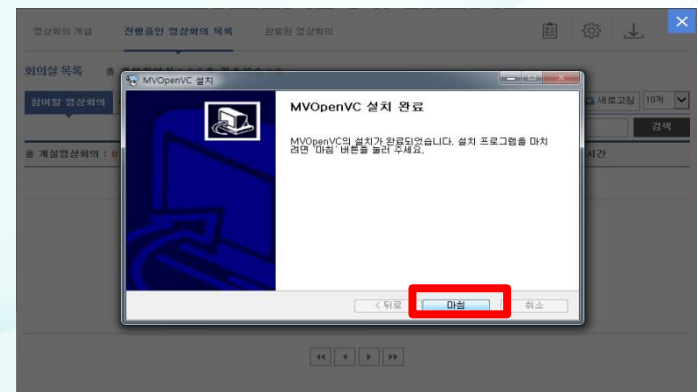 영상회의 개설 진행중인 영상회의 목록 완료된 영상회의
회의실 목록 총
MVOpenVC 설치
참여할 영상회의
새로고침 10개
MVOpenVC 설치 완료
MVOpenVC의 설치가 완료되었습니다. 설치 프로그램을 마치
려면 '마침' 버튼을 눌러 주세요.
검색
총 개설영상회의 : 0
시간
< 뒤로 마침 취소